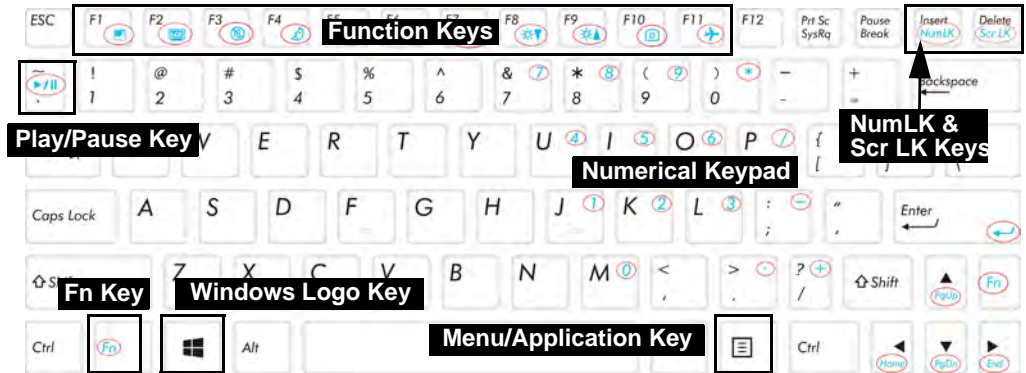 ESC F1 F2 F3 F4 Function Keys F8 F9 F10 F11 F12 Prt Sc SysRq Pause Break Insert NumLK Delete Scr LK
~ ` ! 1 @ 2 # 3 $ 4 % 5 ^ 6 & 7 7 * 8 8 ( 9 9 ) 0 * - - + = Backspace
Play/Pause Key E R T Y U 4 I 5 O 6 P / { [ NumLK &
Scr LK Keys
Numerical Keypad
Caps Lock A S D F G H J 1 K 2 L 3 : ; - " , Enter
Z X C V B N M 0 < , > . . ? / + Shift PgUp Fn
Fn Key Windows Logo Key
Ctrl Fn Alt Menu/Application Key Ctrl Home PgDn End